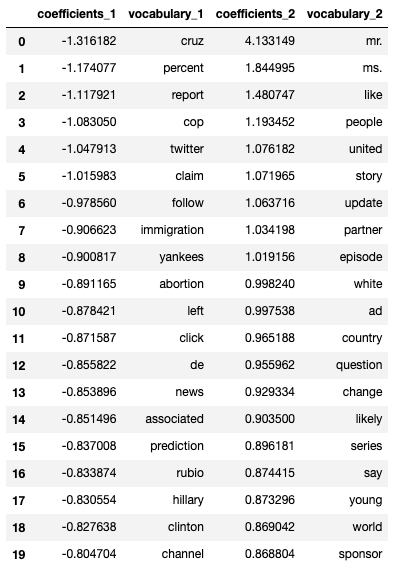 coefficients_1 vocabulary_1 coefficients_2 vocabulary_2
0 -1.316182 cruz 4.133149 mr.
1 -1.174077 percent 1.844995 ms.
2 -1.117921 report 1.480747 like
3 -1.083050 cop 1.193452 people
4 -1.047913 twitter 1.076182 united
5 -1.015983 claim 1.071965 story
6 -0.978560 follow 1.063716 update
7 -0.906623 immigration 1.034198 partner
8 -0.900817 yankees 1.019156 episode
9 -0.891165 abortion 0.998240 white
10 -0.878421 left 0.997538 ad
11 -0.871587 click 0.965188 country
12 -0.855822 de 0.955962 question
13 -0.853896 news 0.929334 change
14 -0.851496 associated 0.903500 likely
15 -0.837008 prediction 0.896181 series
16 -0.833874 rubio 0.874415 say
17 -0.830554 hillary 0.873296 young
18 -0.827638 clinton 0.869042 world
19 -0.804704 channel 0.868804 sponsor